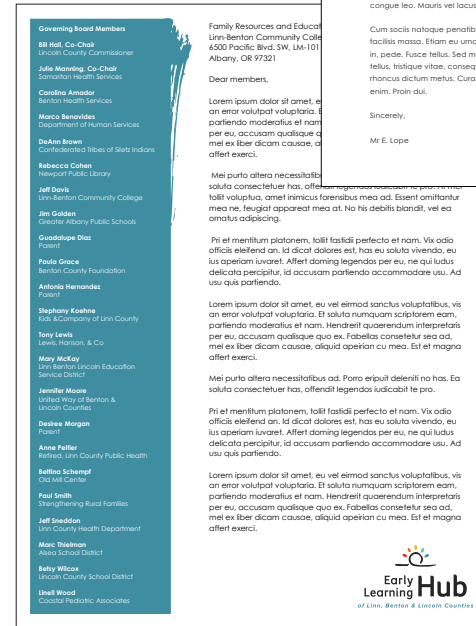 Governing Board Members
Bill Hall, Co-Chair
Lincoln County Commissioner
Julie Manning, Co-Chair
Samaritan Health Services
Carolina Amador
Benton Health Services
Marco Benavides
Department of Human Services
DeAnn Brown
Confederated Tribes of Siletz Indians
Rebecca Cohen
Newport Public Library
Jeff Davis
Linn-Benton Community College
Jim Golden
Greater Albany Public Schools
Guadalupe Diaz
Parent
Paula Grace
Benton County Foundation
Antonia Hernandez
Parent
Stephany Koehne
Kids &Company of Linn County
Tony Lewis
Lewis, Hanson, & Co
Mary McKay
Linn Benton Lincoln Education
Service District
Jennifer Moore
United Way of Benton &
Lincoln Counties
Desiree Morgan
Parent
Anne Peltier
Retired, Linn County Public Health
Bettina Schempf
Old Mill Center
Paul Smith
Strengthening Rural Families
Jeff Sneddon
Linn County Health Department
Marc Thielman
Alsea School District
Betsy Wilcox
Lincoln County School District
Linell Wood
Coastal Pediatric Associates
Family Resources and Educat
Linn-Benton Community Colle
6500 Pacific Blvd. SW, LM-101
Albany, OR 97321
Dear members,
Lorem ipsum dolor sit amet, e
an error volutpat voluptaria. E
partiendo moderatius et nam
per eu, accusam qualisque q
mel ex liber dicam causae, a
affert exerci.
Mei purto altera necessitatib
soluta consectetuer has, offendit legendos iudicabit te pro. At mei
tollit voluptua, amet inimicus forensibus mea ad. Essent omittantur
mea ne, feugiat appareat mea at. No his debitis blandit, vel ea
ornatus adipiscing.
Pri et mentitum platonem, tollit fastidii perfecto et nam. Vix odio
officiis eleifend an. Id dicat dolores est, has eu soluta vivendo, eu
ius aperiam iuvaret. Affert doming legendos per eu, ne qui ludus
delicata percipitur, id accusam partiendo accommodare usu. Ad
usu quis partiendo.
Lorem ipsum dolor sit amet, eu vel eirmod sanctus voluptatibus, vis
an error volutpat voluptaria. Et soluta numquam scriptorem eam,
partiendo moderatius et nam. Hendrerit quaerendum interpretaris
per eu, accusam qualisque quo ex. Fabellas consetetur sea ad,
mel ex liber dicam causae, aliquid apeirian cu mea. Est et magna
affert exerci.
Mei purto altera necessitatibus ad. Porro eripuit deleniti no has. Ea
soluta consectetuer has, offendit legendos iudicabit te pro.
Pri et mentitum platonem, tollit fastidii perfecto et nam. Vix odio
officiis eleifend an. Id dicat dolores est, has eu soluta vivendo, eu
ius aperiam iuvaret. Affert doming legendos per eu, ne qui ludus
delicata percipitur, id accusam partiendo accommodare usu. Ad
usu quis partiendo.
Lorem ipsum dolor sit amet, eu vel eirmod sanctus voluptatibus, vis
an error volutpat voluptaria. Et soluta numquam scriptorem eam,
partiendo moderatius et nam. Hendrerit quaerendum interpretaris
per eu, accusam qualisque quo ex. Fabellas consetetur sea ad,
mel ex liber dicam causae, aliquid apeirian cu mea. Est et magna
affert exerci.
congue leo. Mauris vel lacus
Cum sociis natoque penatib
facilisis massa. Etiam eu urna
in, pede. Fusce tellus. Sed m
tellus, tristique vitae, conseq
rhoncus dictum metus. Cura
enim. Proin dui.
Sincerely,
Mr E. Lope
Early
Learning Hub
of Linn, Benton & Lincoln Counties